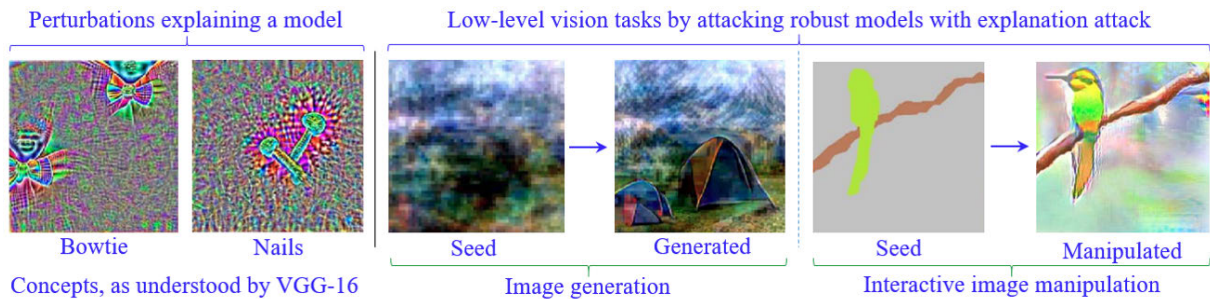 Perturbations explaining a model
Low-level vision tasks by attacking robust models with explanation attack
Bowtie
Nails
Seed
Generated
Seed
Manipulated
Concepts, as understood by VGG-16
Image generation
Interactive image manipulation